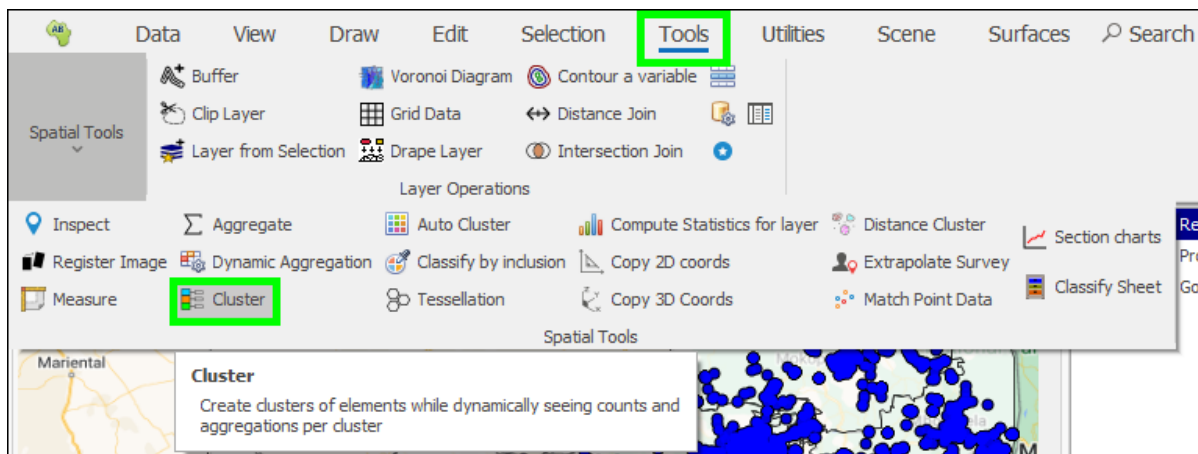 AB
Data View Draw Edit Selection Tools Utilities Scene Surfaces Search
Buffer Voronoi Diagram Contour a variable
Clip Layer Grid Data Distance Join
Spatial Tools
Layer from Selection Drape Layer Intersection Join
Layer Operations
Inspect Aggregate Auto Cluster Compute Statistics for layer Distance Cluster Section charts Re
Register Image Dynamic Aggregation Classify by inclusion Copy 2D coords Extrapolate Survey Pro
Measure Cluster Tessellation Copy 3D Coords Match Point Data Classify Sheet Go
Spatial Tools
Mariental
Cluster
Create clusters of elements while dynamically seeing counts and
aggregations per cluster
M